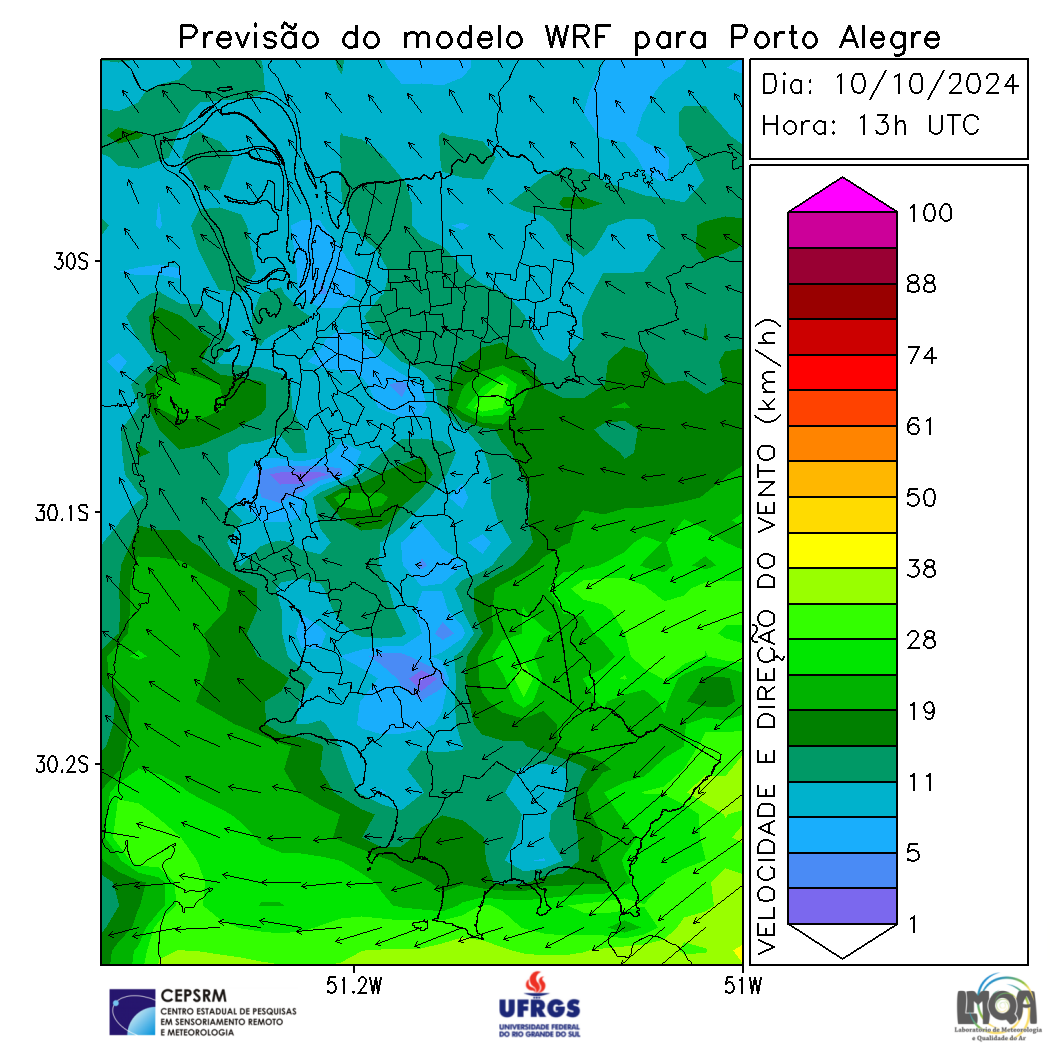 Previsão do modelo WRF para Porto Alegre
Dia: 10/10/2024
Hora: 13h UTC
30S
30.1S
30.2S
51.2W
51W
VELOCIDADE E DIREÇÃO DO VENTO (km/h)
100
88
74
61
50
38
28
19
11
5
1
CEPSRM
CENTRO ESTADUAL DE PESQUISAS
EM SENSORIAMENTO REMOTO
E METEOROLOGIA
UFRGS
UNIVERSIDADE FEDERAL
DO RIO GRANDE DO SUL
LMQA
Laboratório de Meteorologia
e Qualidade do Ar